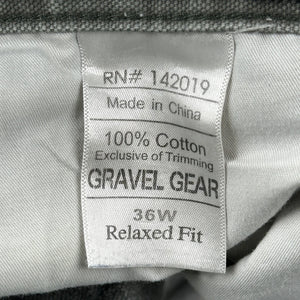 RN# 142019
Made in China
100% Cotton
Exclusive of Trimming
GRAVEL GEAR
36W
Relaxed Fit